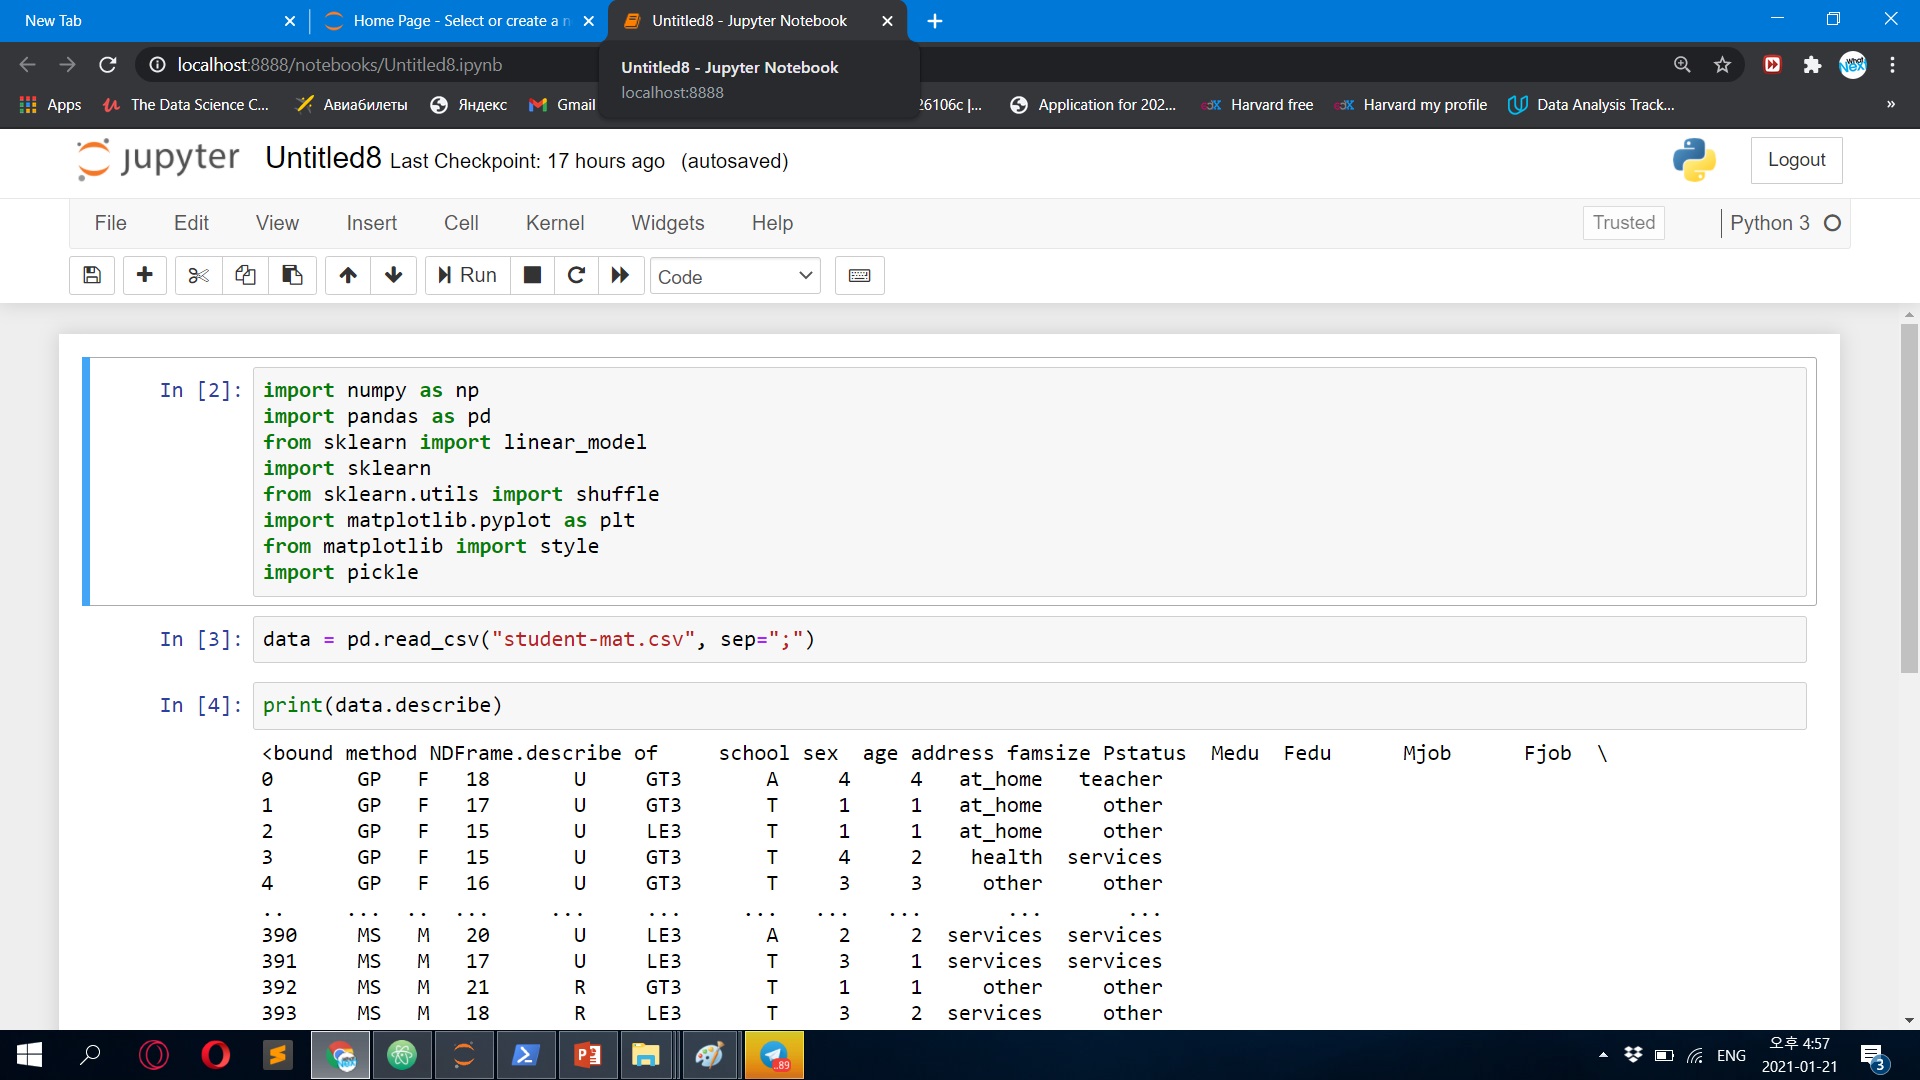 New Tab
Home Page - Select or create a n
Untitled8 - Jupyter Notebook
localhost:8888/notebooks/Untitled8.ipynb
Untitled8 - Jupyter Notebook
localhost:8888
Apps
The Data Science C...
Авиабилеты
Яндекс
Gmail
26106c |...
Application for 202...
Harvard free
Harvard my profile
Data Analysis Track...
»
jupyter Untitled8 Last Checkpoint: 17 hours ago (autosaved)
Logout
File Edit View Insert Cell Kernel Widgets Help
Trusted
Python 3
Run
Code
In [2]: import numpy as np
import pandas as pd
from sklearn import linear_model
import sklearn
from sklearn.utils import shuffle
import matplotlib.pyplot as plt
from matplotlib import style
import pickle
In [3]: data = pd.read_csv("student-mat.csv", sep=";")
In [4]: print(data.describe)
<bound method NDFrame.describe of     school sex  age address famsize Pstatus  Medu  Fedu      Mjob      Fjob  \
0       GP   F   18       U     GT3       A     4     4   at_home   teacher
1       GP   F   17       U     GT3       T     1     1   at_home     other
2       GP   F   15       U     LE3       T     1     1   at_home     other
3       GP   F   15       U     GT3       T     4     2    health  services
4       GP   F   16       U     GT3       T     3     3     other     other
..     ...  ..  ...     ...     ...     ...   ...   ...       ...       ...
390     MS   M   20       U     LE3       A     2     2  services  services
391     MS   M   17       U     LE3       T     3     1  services  services
392     MS   M   21       R     GT3       T     1     1     other     other
393     MS   M   18       R     LE3       T     3     2  services     other
..89
ENG
오후 4:57
2021-01-21
3